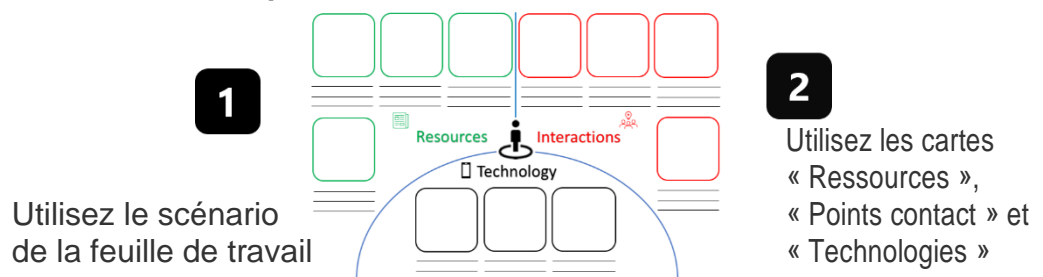 1
Utilisez le scénario
de la feuille de travail
Resources
Interactions
Technology
2
Utilisez les cartes
« Ressources »,
« Points contact » et
« Technologies »